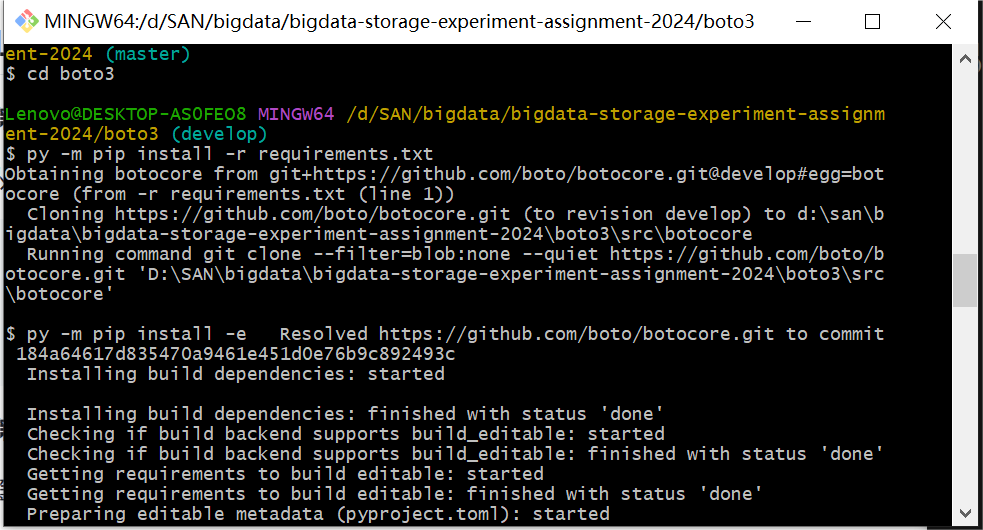 MINGW64:/d/SAN/bigdata/bigdata-storage-experiment-assignment-2024/boto3
ent-2024 (master)
$ cd boto3
Lenovo@DESKTOP-AS0FEO8 MINGW64 /d/SAN/bigdata/bigdata-storage-experiment-assignm
ent-2024/boto3 (develop)
$ py -m pip install -r requirements.txt
Obtaining botocore from git+https://github.com/boto/botocore.git@develop#egg=bot
ocore (from -r requirements.txt (line 1))
  Cloning https://github.com/boto/botocore.git (to revision develop) to d:\san\b
igdata\bigdata-storage-experiment-assignment-2024\boto3\src\botocore
  Running command git clone --filter=blob:none --quiet https://github.com/boto/b
otocore.git 'D:\SAN\bigdata\bigdata-storage-experiment-assignment-2024\boto3\src
\botocore'
$ py -m pip install -e   Resolved https://github.com/boto/botocore.git to commit
 184a64617d835470a9461e451d0e76b9c892493c
  Installing build dependencies: started
  Installing build dependencies: finished with status 'done'
  Checking if build backend supports build_editable: started
  Checking if build backend supports build_editable: finished with status 'done'
  Getting requirements to build editable: started
  Getting requirements to build editable: finished with status 'done'
  Preparing editable metadata (pyproject.toml): started